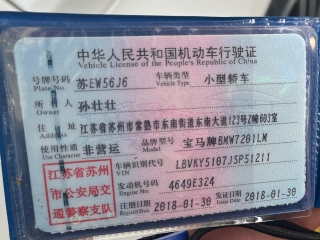 中华人民共和国机动车行驶证
Vehicle License of the People's Republic of China
号牌号码 苏EW56J6 车辆类型 小型轿车
Plate No. Vehicle Type
所有人 孙壮壮
Owner
住址 江苏省苏州市常熟市东南街道东南大道123号2幢603室
Address
使用性质 非营运 品牌型号 宝马牌BMW7201LM
Use Character Model
江苏省苏州市公安局交通警察支队
车辆识别代号 LBVKY5107JSP51211
VIN
发动机号码 4649E324
Engine No.
注册日期 2018-01-30 发证日期 2018-01-30
Register Date Issue Date